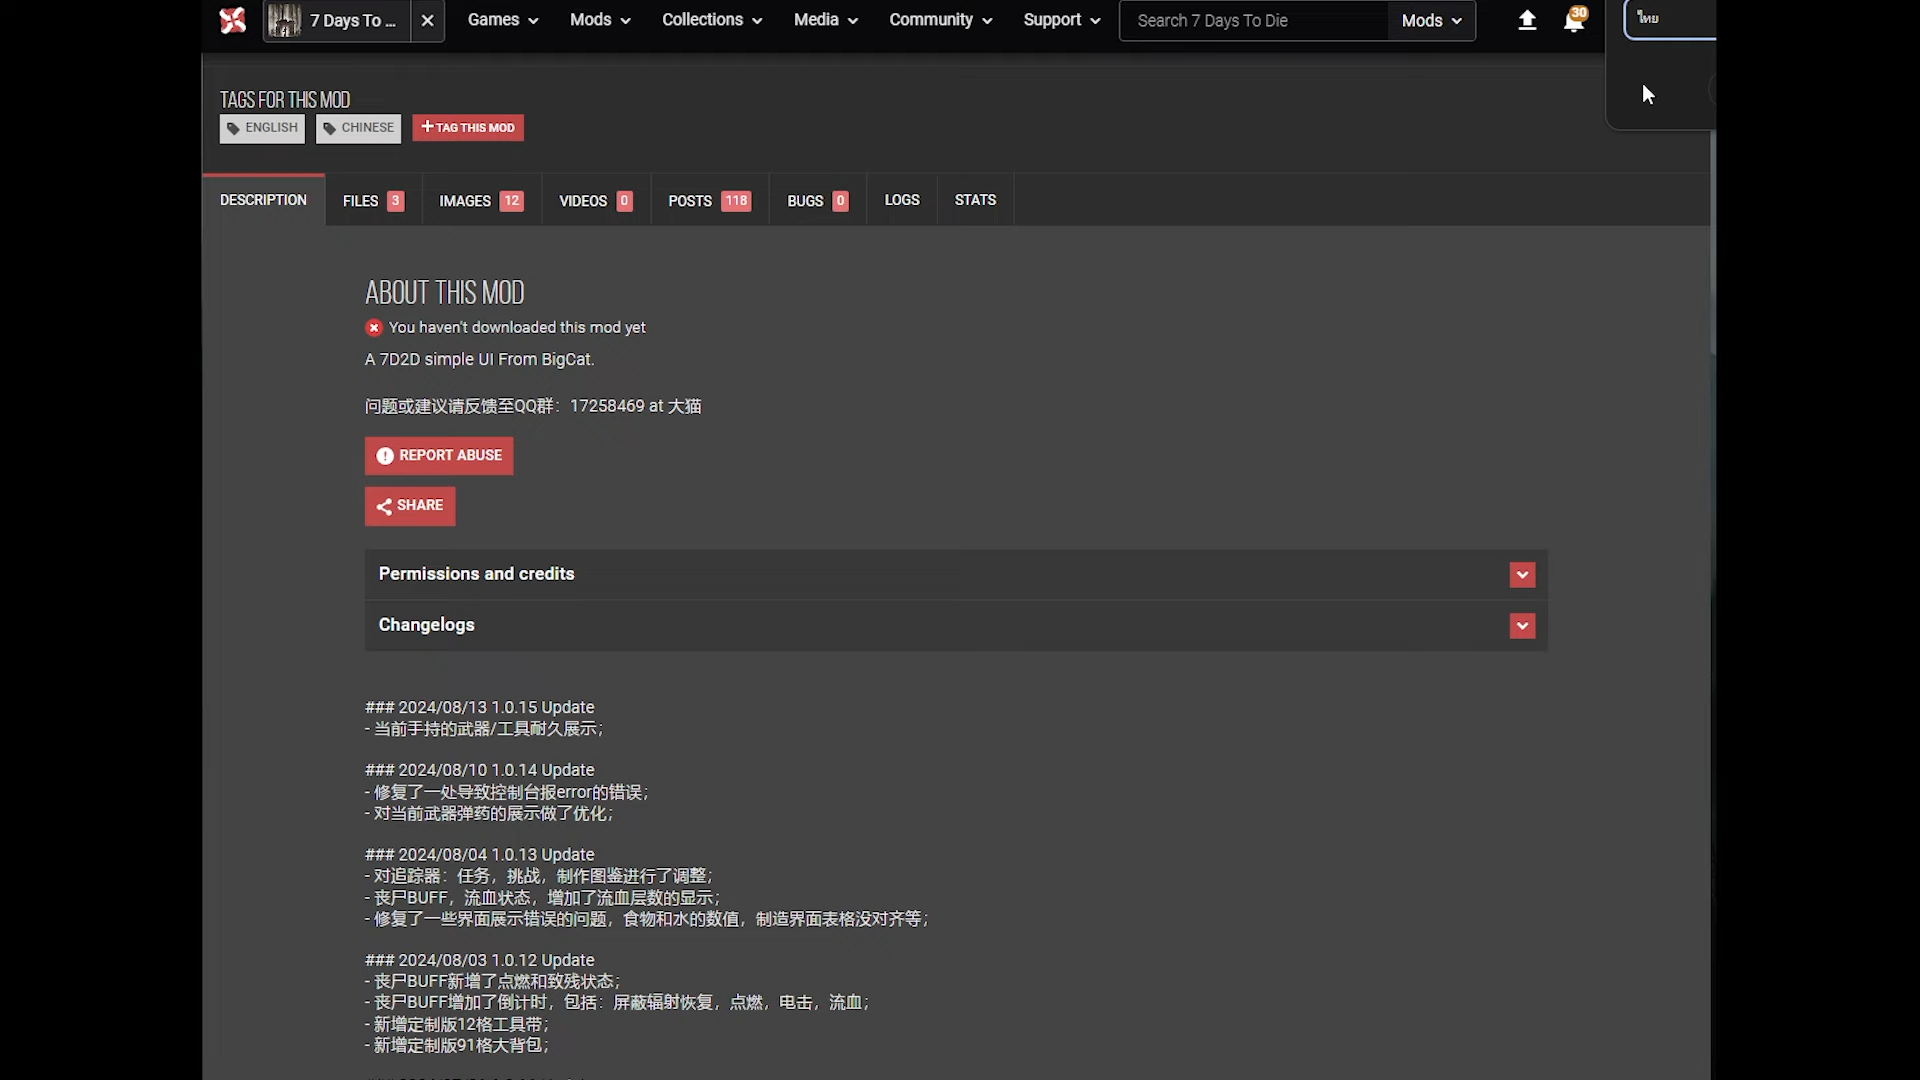 7 Days To ...
Games
Mods
Collections
Media
Community
Support
Search 7 Days To Die
Mods
30
ไทย
TAGS FOR THIS MOD
ENGLISH
CHINESE
+TAG THIS MOD
DESCRIPTION
FILES 3
IMAGES 12
VIDEOS 0
POSTS 118
BUGS 0
LOGS
STATS
ABOUT THIS MOD
You haven't downloaded this mod yet
A 7D2D simple UI From BigCat.
问题或建议请反馈至QQ群：17258469 at 大猫
REPORT ABUSE
SHARE
Permissions and credits
Changelogs
### 2024/08/13 1.0.15 Update
- 当前手持的武器/工具耐久展示；
### 2024/08/10 1.0.14 Update
- 修复了一处导致控制台报error的错误；
- 对当前武器弹药的展示做了优化；
### 2024/08/04 1.0.13 Update
- 对追踪器：任务，挑战，制作图鉴进行了调整；
- 丧尸BUFF，流血状态，增加了流血层数的显示；
- 修复了一些界面展示错误的问题，食物和水的数值，制造界面表格没对齐等；
### 2024/08/03 1.0.12 Update
- 丧尸BUFF新增了点燃和致残状态；
- 丧尸BUFF增加了倒计时，包括：屏蔽辐射恢复，点燃，电击，流血；
- 新增定制版12格工具带；
- 新增定制版91格大背包；